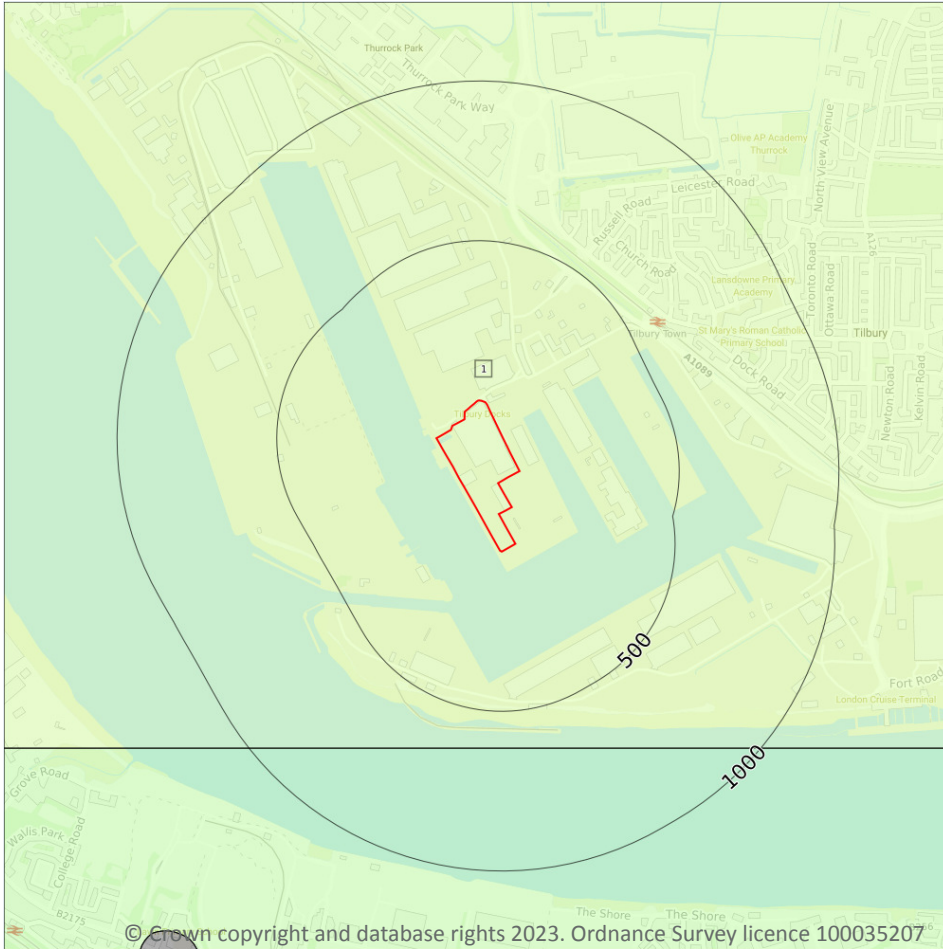 Thurrock Park
Thurrock Park Way
North View Avenue
Olive AP Academy
Thurrock
Leicester Road
Russell Road
Church Road
A126
Toronto Road
Ottawa Road
Lansdowne Primary
Academy
St Mary's Roman Catholic
Primary School
Tilbury Town
Tilbury
A1089
Dock Road
Kelvin Road
Newton Road
1
Tilbury Docks
500
Fort Road
London Cruise Terminal
1000
Grove Road
Wallis Park
College Road
B2175
The Shore
The Shore
© Crown copyright and database rights 2023. Ordnance Survey licence 100035207